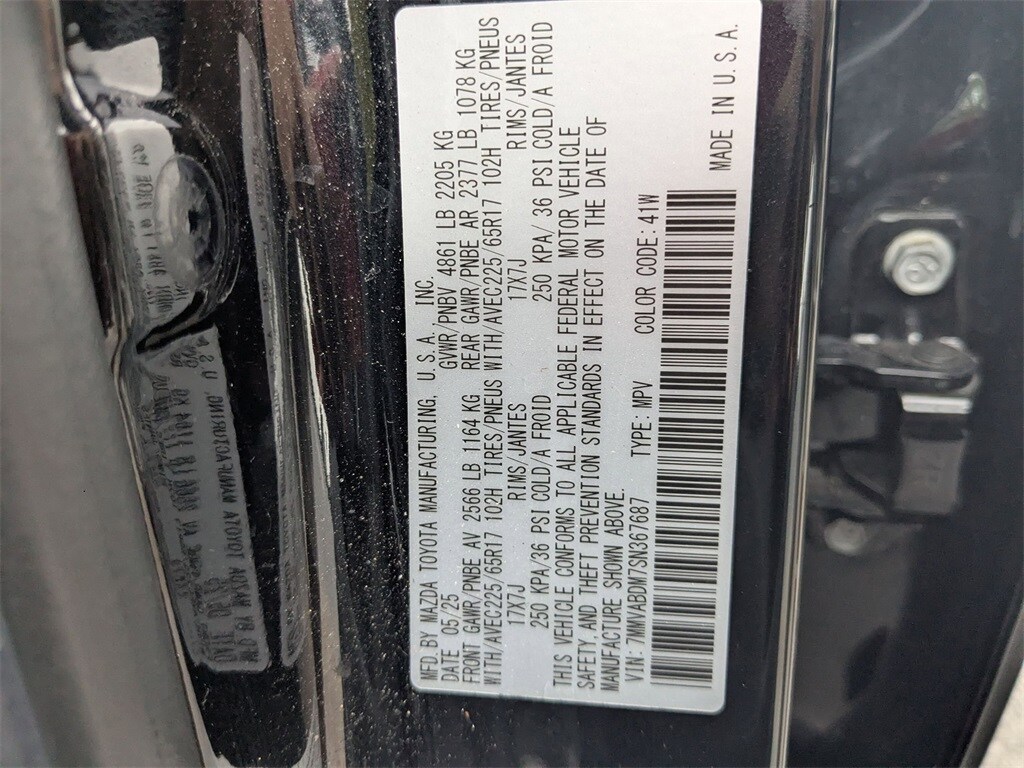 MFD. BY MAZDA TOYOTA MANUFACTURING, U. S. A., INC.
DATE 05/25 GVWR/PNBV 4861 LB 2205 KG
FRONT GAWR/PNBE AV 2566 LB 1164 KG REAR GAWR/PNBE AR 2377 LB 1078 KG
WITH/AVEC225/65R17 102H TIRES/PNEUS WITH/AVEC225/65R17 102H TIRES/PNEUS
17X7J RIMS/JANTES 17X7J RIMS/JANTES
250 KPA/36 PSI COLD/A FROID 250 KPA/ 36 PSI COLD/A FROID
THIS VEHICLE CONFORMS TO ALL APPLICABLE FEDERAL MOTOR VEHICLE
SAFETY, AND THEFT PREVENTION STANDARDS IN EFFECT ON THE DATE OF
MANUFACTURE SHOWN ABOVE.
VIN: 7MMVABDM7SN367687 TYPE: MPV COLOR CODE: 41W
MADE IN U. S. A.